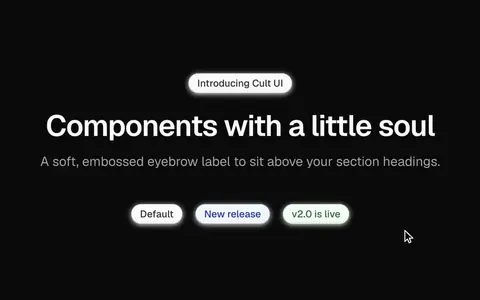 Introducing Cult UI
Components with a little soul
A soft, embossed eyebrow label to sit above your section headings.
Default
New release
v2.0 is live